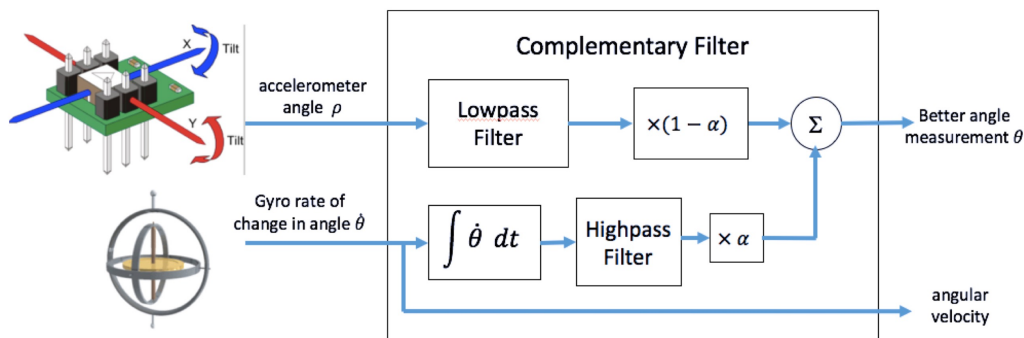 Complementary Filter
X
Tilt
Y
Tilt
accelerometer
angle ρ
Lowpass
Filter
×(1 − α)
Σ
Better angle
measurement θ
Gyro rate of
change in angle θ̇
∫ θ̇ dt
Highpass
Filter
× α
angular
velocity